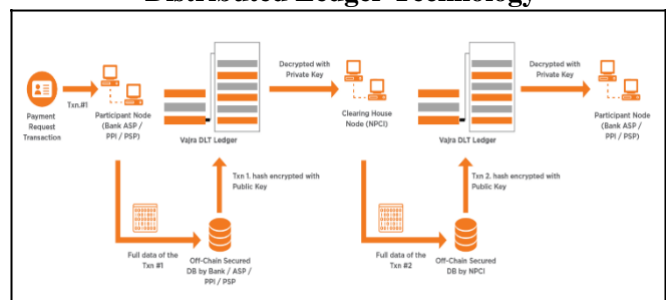 Distributed Ledger Technology
Payment
Request
Transaction
Txn.#1
Participant Node
(Bank ASP /
PPI / PSP)
Vajra DLT Ledger
Decrypted with
Private Key
Clearing House
Node (NPCI)
Vajra DLT Ledger
Decrypted with
Private Key
Participant Node
(Bank ASP /
PPI / PSP)
Txn 1. hash encrypted with
Public Key
Txn 2. hash encrypted with
Public Key
Full data of the
Txn #1
Off-Chain Secured
DB by Bank / ASP /
PPI / PSP
Full data of the
Txn #2
Off-Chain Secured
DB by NPCI